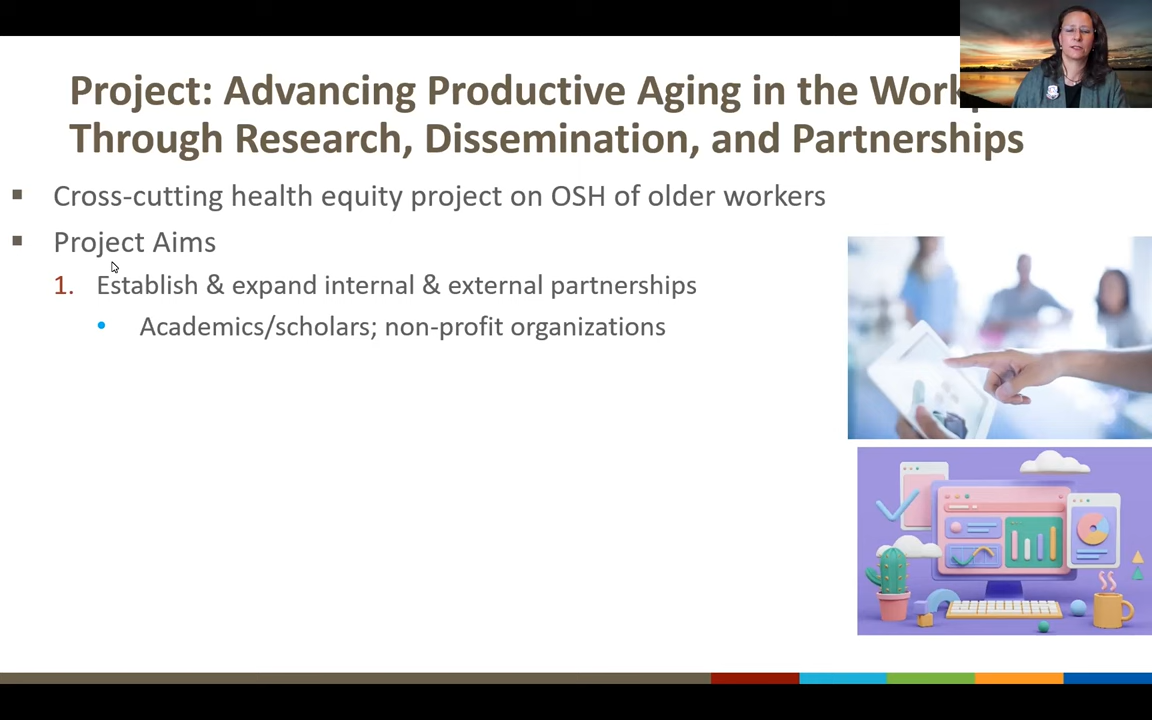 Project: Advancing Productive Aging in the
Through Research, Dissemination, and Partnerships
Cross-cutting health equity project on OSH of older workers
Project Aims
1. Establish & expand internal & external partnerships
Academics/scholars; non-profit organizations